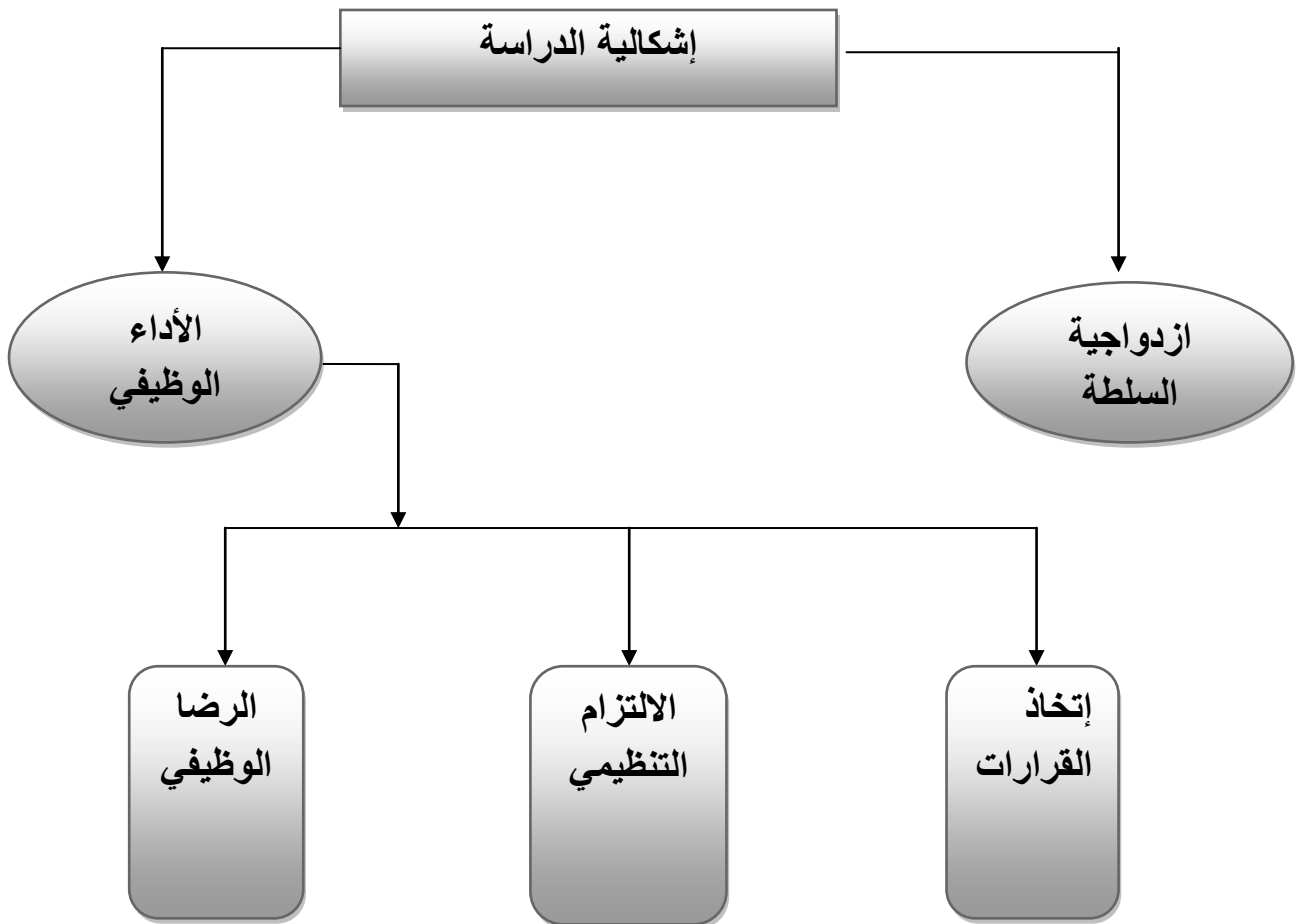 إشكالية الدراسة
ازدواجية
السلطة
الأداء
الوظيفي
إتخاذ
القرارات
الالتزام
التنظيمي
الرضا
الوظيفي